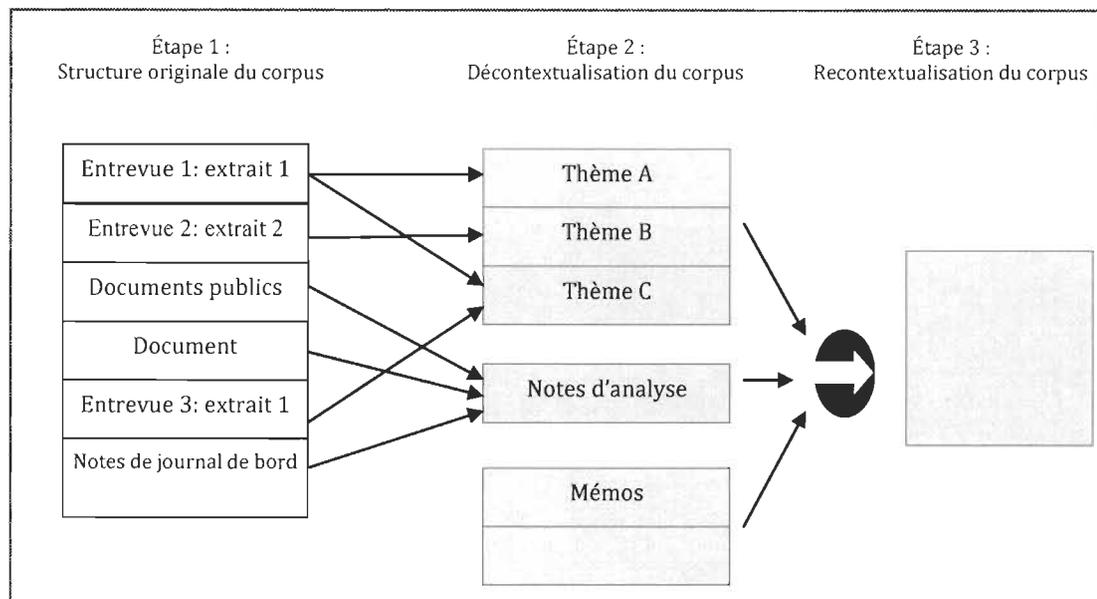 Étape 1 :
Structure originale du corpus
Étape 2 :
Décontextualisation du corpus
Étape 3 :
Recontextualisation du corpus
Entrevue 1: extrait 1
Entrevue 2: extrait 2
Documents publics
Document
Entrevue 3: extrait 1
Notes de journal de bord
Thème A
Thème B
Thème C
Notes d'analyse
Mémos